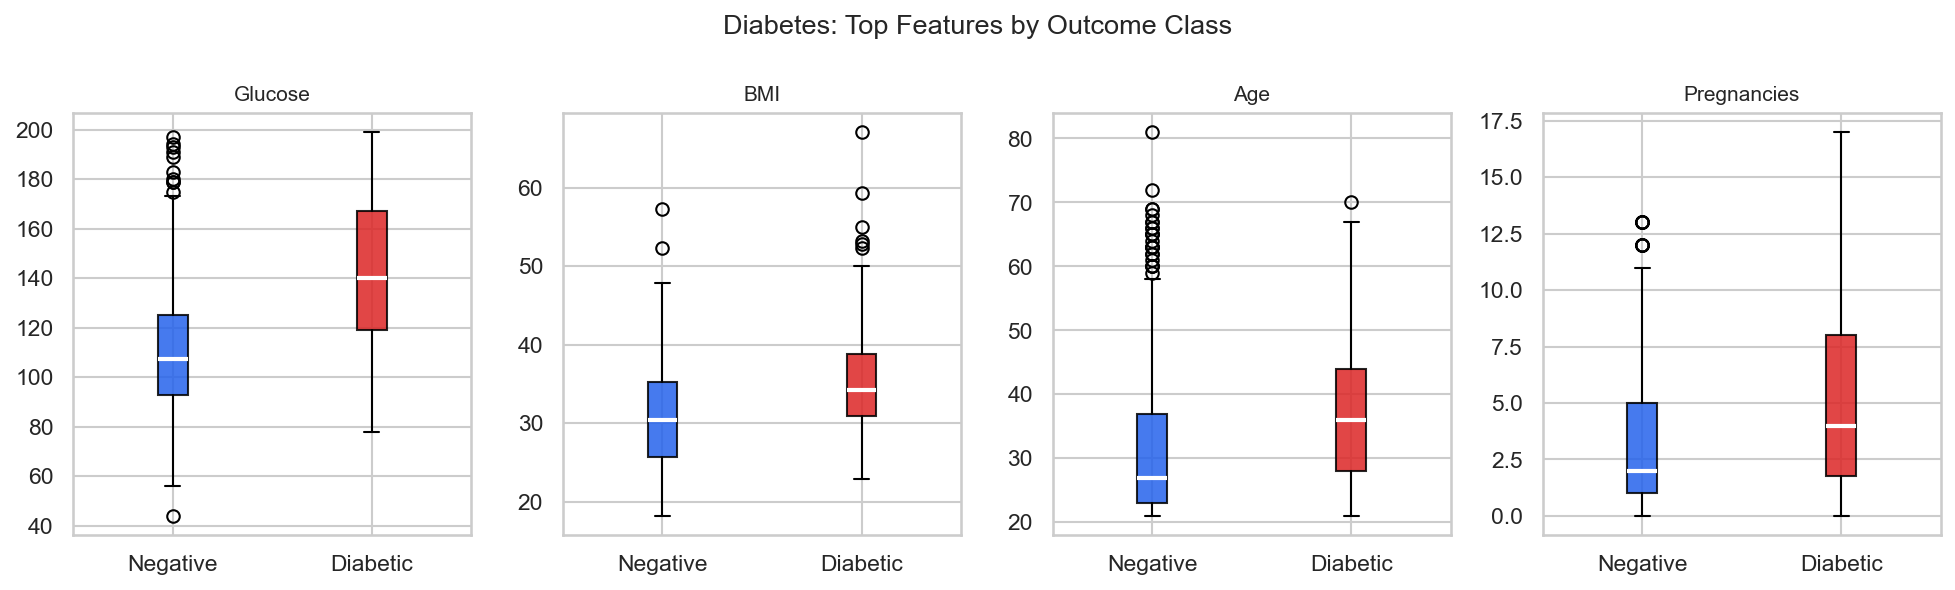 Diabetes: Top Features by Outcome Class
Glucose
200
180
160
140
120
100
80
60
40
Negative
Diabetic
BMI
60
50
40
30
20
Negative
Diabetic
Age
80
70
60
50
40
30
20
Negative
Diabetic
Pregnancies
17.5
15.0
12.5
10.0
7.5
5.0
2.5
0.0
Negative
Diabetic